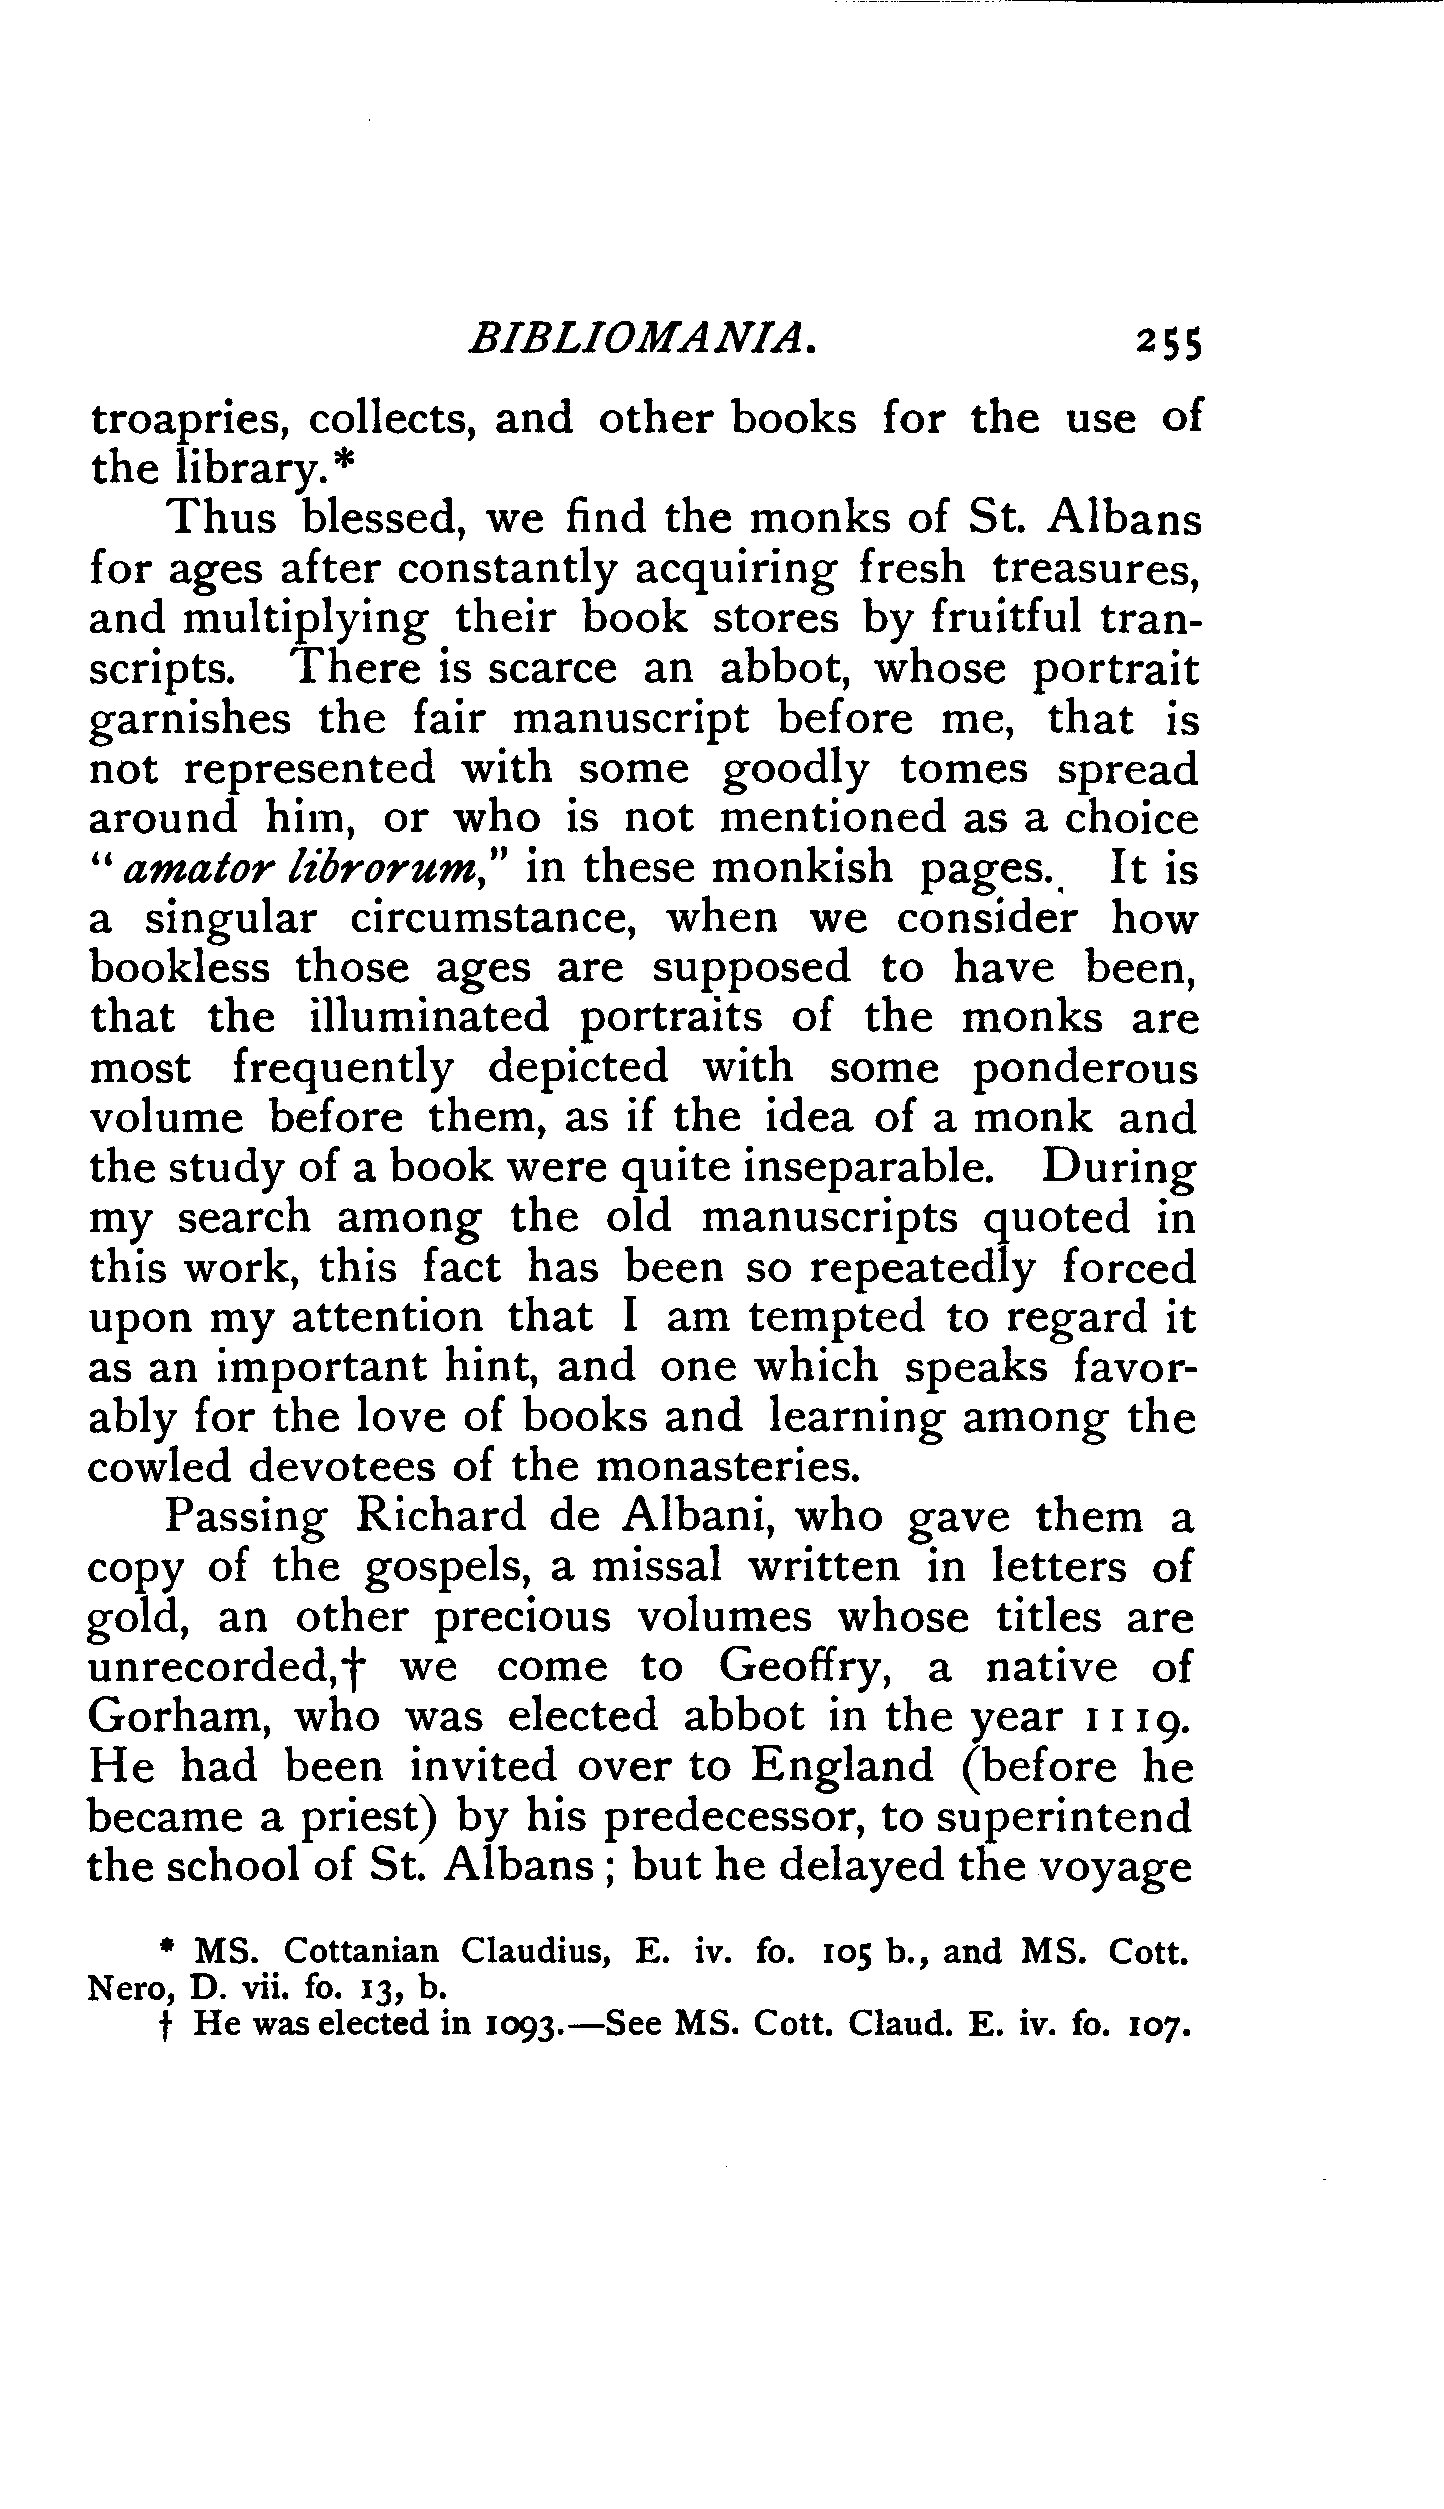 BIBLIOMANIA. 255
troapries, collects, and other books for the use of
the library.*
Thus blessed, we find the monks of St. Albans
for ages after constantly acquiring fresh treasures,
and multiplying their book stores by fruitful tran-
scripts. There is scarce an abbot, whose portrait
garnishes the fair manuscript before me, that is
not represented with some goodly tomes spread
around him, or who is not mentioned as a choice
"amator librorum," in these monkish pages. It is
a singular circumstance, when we consider how
bookless those ages are supposed to have been,
that the illuminated portraits of the monks are
most frequently depicted with some ponderous
volume before them, as if the idea of a monk and
the study of a book were quite inseparable. During
my search among the old manuscripts quoted in
this work, this fact has been so repeatedly forced
upon my attention that I am tempted to regard it
as an important hint, and one which speaks favor-
ably for the love of books and learning among the
cowled devotees of the monasteries.
Passing Richard de Albani, who gave them a
copy of the gospels, a missal written in letters of
gold, an other precious volumes whose titles are
unrecorded,† we come to Geoffry, a native of
Gorham, who was elected abbot in the year 1119.
He had been invited over to England (before he
became a priest) by his predecessor, to superintend
the school of St. Albans; but he delayed the voyage
* MS. Cottanian Claudius, E. iv. fo. 105 b., and MS. Cott.
Nero, D. vii. fo. 13, b.
† He was elected in 1093.—See MS. Cott. Claud. E. iv. fo. 107.